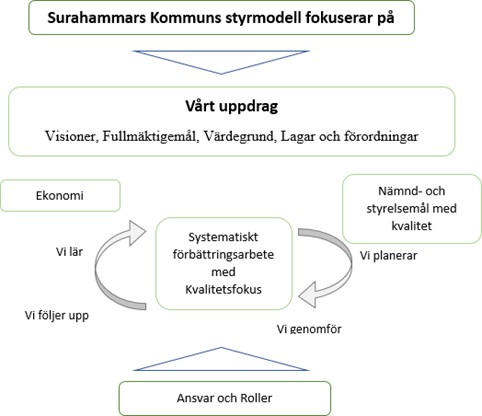 Surahammars Kommuns styrmodell fokuserar på
Vårt uppdrag
Visioner, Fullmäktigemål, Värdegrund, Lagar och förordningar
Ekonomi
Nämnd- och
styrelsemål med
kvalitet
Systematiskt
förbättringsarbete
med
Kvalitetsfokus
Vi lär
Vi planerar
Vi följer upp
Vi genomför
Ansvar och Roller